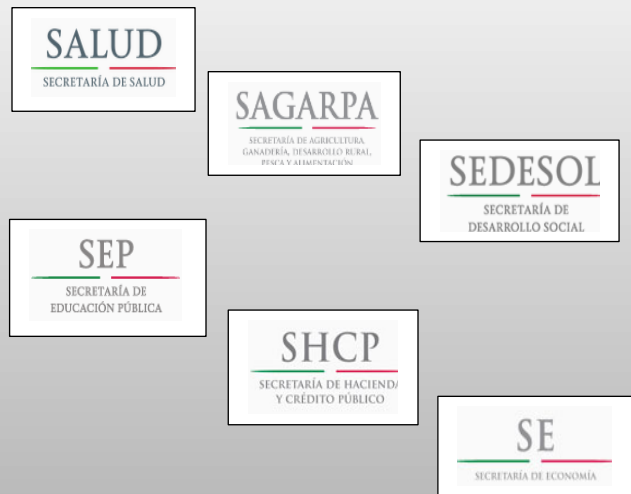 SALUD
SECRETARÍA DE SALUD
SAGARPA
SECRETARÍA DE AGRICULTURA,
GANADERÍA, DESARROLLO RURAL,
PESCA Y ALIMENTACIÓN
SEDESOL
SECRETARÍA DE
DESARROLLO SOCIAL
SEP
SECRETARÍA DE
EDUCACIÓN PÚBLICA
SHCP
SECRETARÍA DE HACIENDA
Y CRÉDITO PÚBLICO
SE
SECRETARÍA DE ECONOMÍA